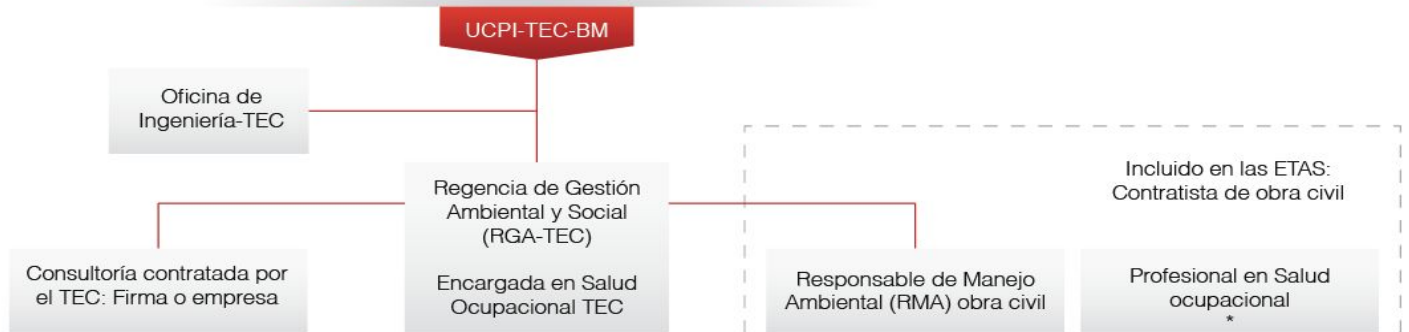 UCPI-TEC-BM
Oficina de
Ingeniería-TEC
Regencia de Gestión
Ambiental y Social
(RGA-TEC)
Encargada en Salud
Ocupacional TEC
Incluido en las ETAS:
Contratista de obra civil
Consultoría contratada por
el TEC: Firma o empresa
Responsable de Manejo
Ambiental (RMA) obra civil
Profesional en Salud
ocupacional
*